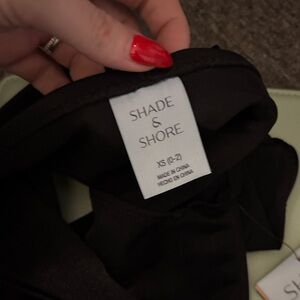 SHADE
&
SHORE
XS (0-2)
MADE IN CHINA
HECHO EN CHINA